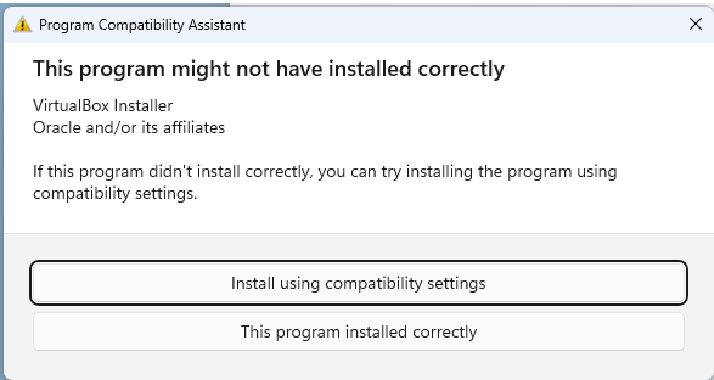 Program Compatibility Assistant
This program might not have installed correctly
VirtualBox Installer
Oracle and/or its affiliates
If this program didn't install correctly, you can try installing the program using
compatibility settings.
Install using compatibility settings
This program installed correctly